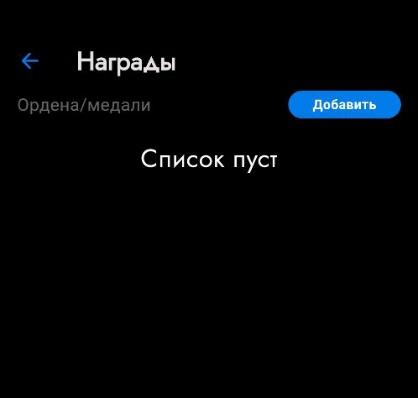 Награды
Ордена/медали
Добавить
Список пуст